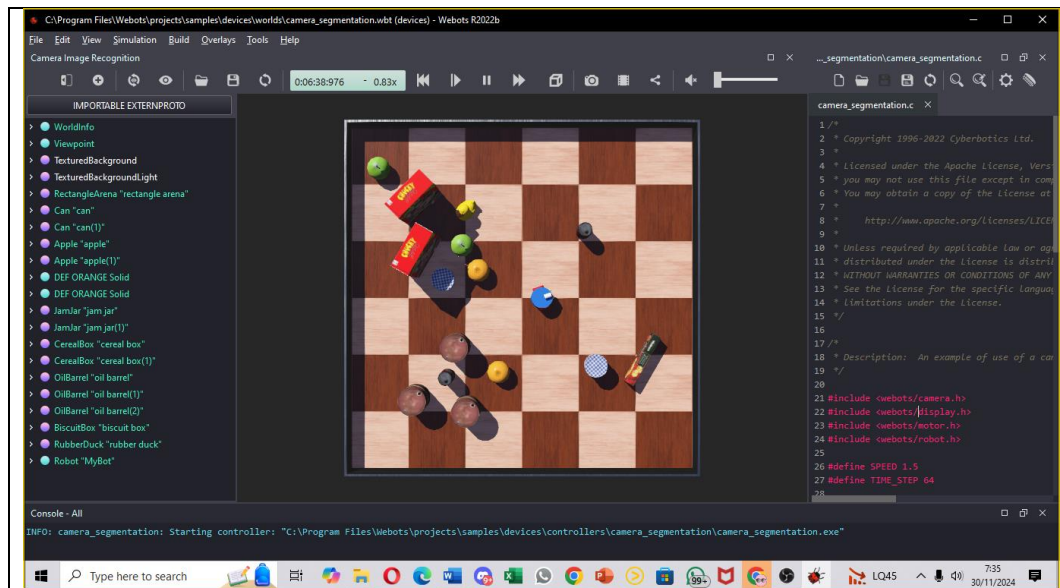 C:\Program Files\Webots\projects\samples\devices\worlds\camera_segmentation.wbt (devices) - Webots R2022b
File Edit View Simulation Build Overlays Tools Help
Camera Image Recognition
..._segmentation\camera_segmentation.c
0:06:38:976 - 0.83x
IMPORTABLE EXTERNPROTO
camera_segmentation.c
WorldInfo
Viewpoint
TexturedBackground
TexturedBackgroundLight
RectangleArena "rectangle arena"
Can "can"
Can "can(1)"
Apple "apple"
Apple "apple(1)"
DEF ORANGE Solid
DEF ORANGE Solid
JamJar "jam jar"
JamJar "jam jar(1)"
CerealBox "cereal box"
CerealBox "cereal box(1)"
OilBarrel "oil barrel"
OilBarrel "oil barrel(1)"
OilBarrel "oil barrel(2)"
BiscuitBox "biscuit box"
RubberDuck "rubber duck"
Robot "MyBot"
1 /*
2 * Copyright 1996-2022 Cyberbotics Ltd.
3 *
4 * Licensed under the Apache License, Vers
5 * you may not use this file except in com
6 * You may obtain a copy of the License at
7 *
8 * http://www.apache.org/licenses/LICE
9 *
10 * Unless required by applicable law or ag
11 * distributed under the License is distri
12 * WITHOUT WARRANTIES OR CONDITIONS OF ANY
13 * See the License for the specific languag
14 * limitations under the License.
15 */
16
17 /*
18 * Description: An example of use of a ca
19 */
20
21 #include <webots/camera.h>
22 #include <webots/display.h>
23 #include <webots/motor.h>
24 #include <webots/robot.h>
25
26 #define SPEED 1.5
27 #define TIME_STEP 64
28
Console - All
INFO: camera_segmentation: Starting controller: "C:\Program Files\Webots\projects\samples\devices\controllers\camera_segmentation\camera_segmentation.exe"
Type here to search
99+
LQ45
7:35
30/11/2024